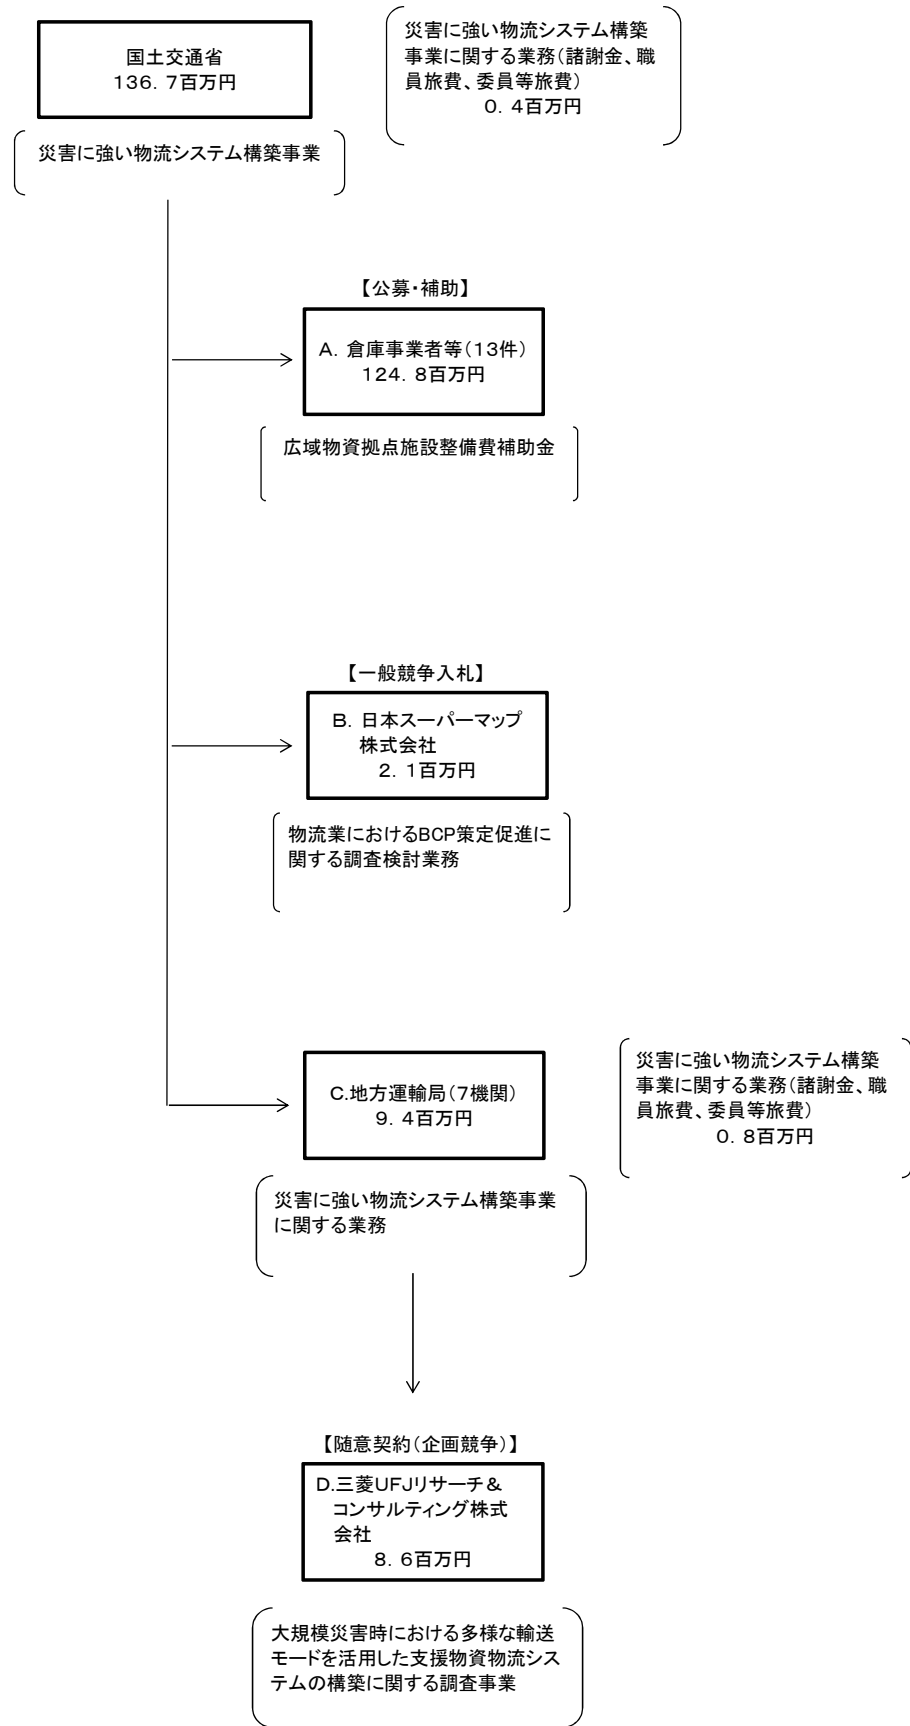 国土交通省
136．7百万円
災害に強い物流システム構築
事業に関する業務（諸謝金、職
員旅費、委員等旅費）
0．4百万円
災害に強い物流システム構築事業
【公募・補助】
A．倉庫事業者等（13件）
124．8百万円
広域物資拠点施設整備費補助金
【一般競争入札】
B．日本スーパーマップ
株式会社
2．1百万円
物流業におけるBCP策定促進に
関する調査検討業務
C.地方運輸局（7機関）
9．4百万円
災害に強い物流システム構築
事業に関する業務（諸謝金、職
員旅費、委員等旅費）
0．8百万円
災害に強い物流システム構築事業
に関する業務
【随意契約（企画競争）】
D.三菱UFJリサーチ＆
コンサルティング株式
会社
8．6百万円
大規模災害時における多様な輸送
モードを活用した支援物資物流シス
テムの構築に関する調査事業